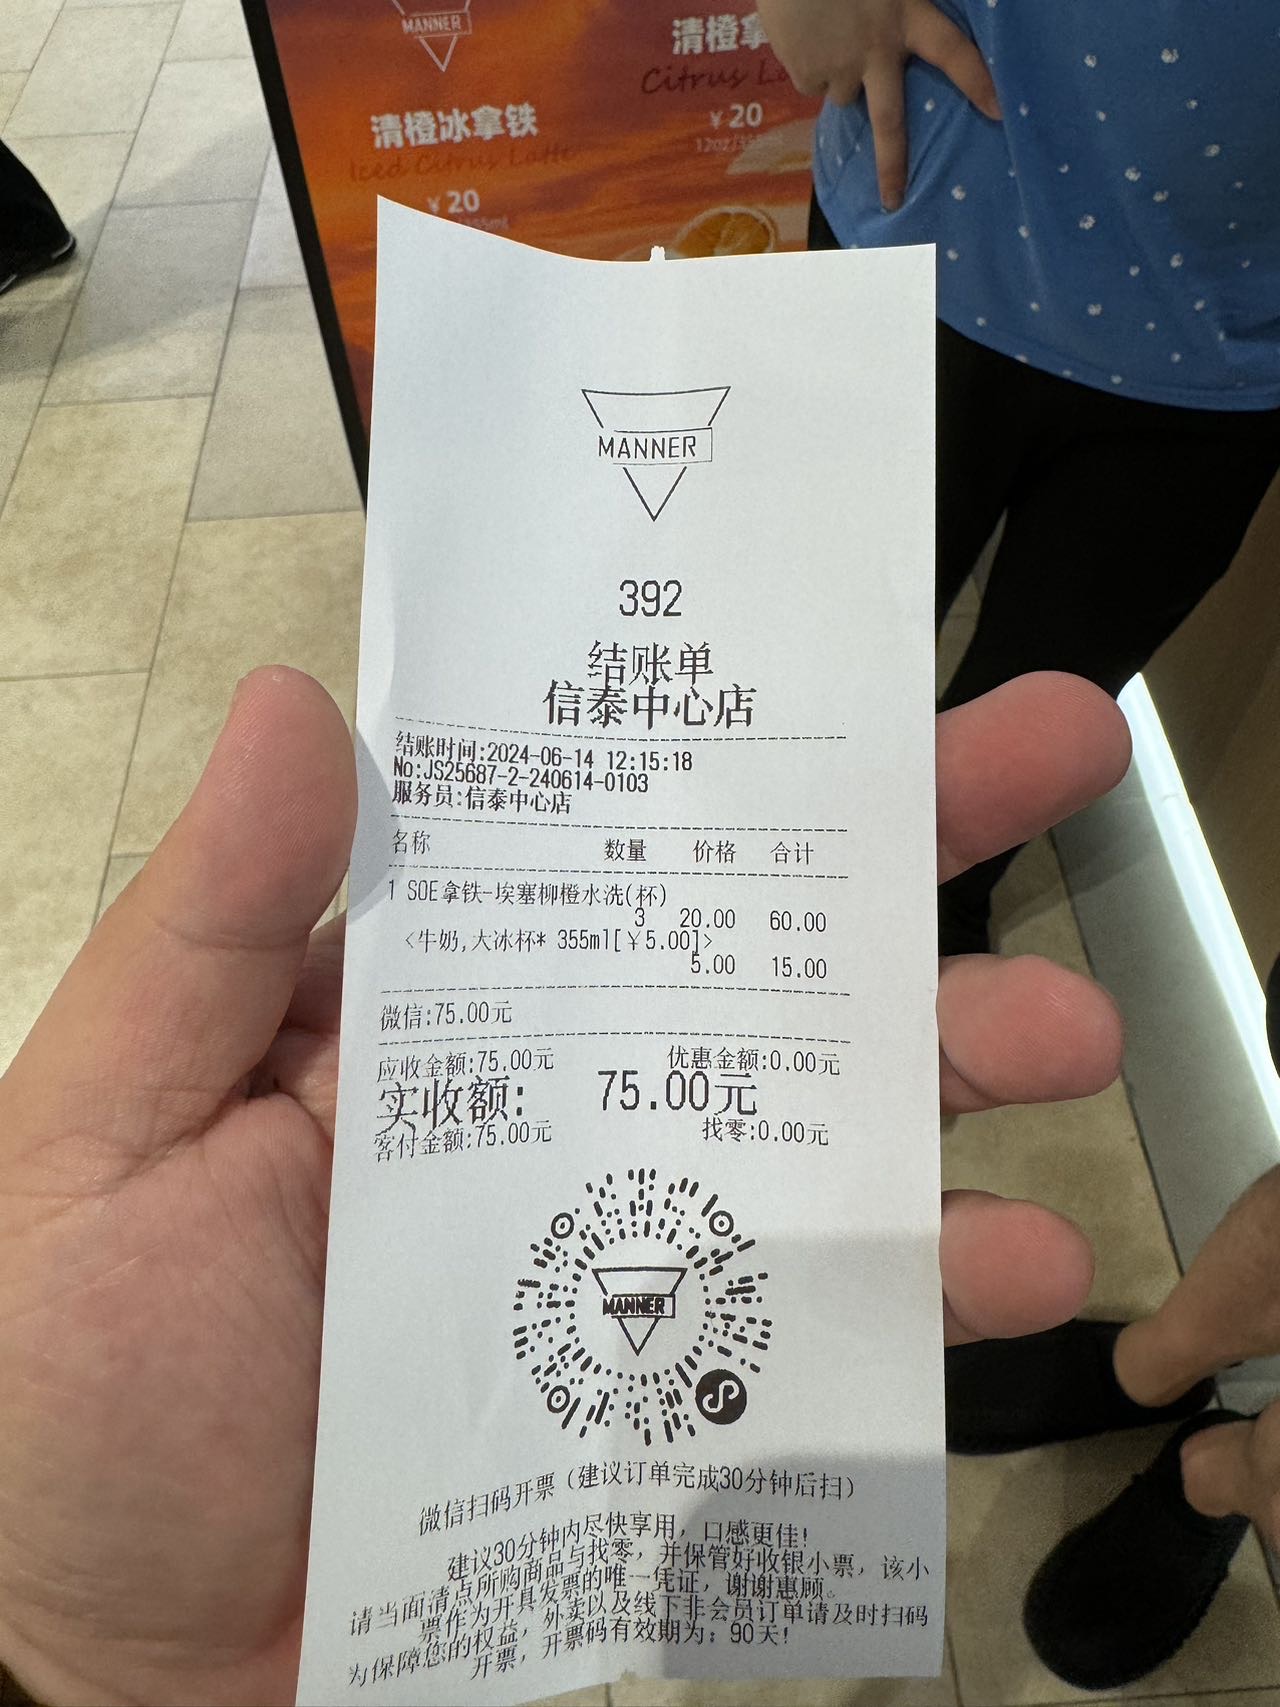 MANNER
清橙冰拿铁
Iced Citrus Latte
¥20
清橙拿
Citrus La
¥20
12oz/355ml
MANNER
392
结账单
信泰中心店
结账时间:2024-06-14 12:15:18
No:JS25687-2-240614-0103
服务员:信泰中心店
名称 数量 价格 合计
1 SOE拿铁-埃塞柳橙水洗(杯)
3 20.00 60.00
<牛奶,大冰杯* 355ml[¥5.00]>
5.00 15.00
微信:75.00元
应收金额:75.00元 优惠金额:0.00元
实收额: 75.00元
客付金额:75.00元 找零:0.00元
MANNER
微信扫码开票（建议订单完成30分钟后扫）
建议30分钟内尽快享用，口感更佳！
请当面清点所购商品与找零，并保管好收银小票，该小
票作为开具发票的唯一凭证，谢谢惠顾。
为保障您的权益，外卖以及线下非会员订单请及时扫码
开票，开票码有效期为：90天！